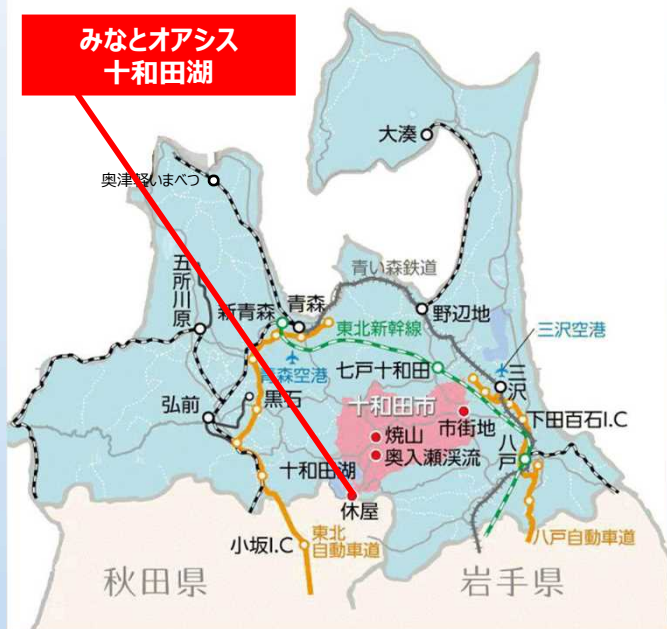 みなとオアシス
十和田湖
大湊
奥津軽いまべつ
青い森鉄道
五所川原
新青森
青森
野辺地
東北新幹線
三沢空港
青森空港
七戸十和田
三沢
黒石
弘前
十和田市
市街地
下田百石I.C
焼山
八戸
十和田湖
奥入瀬渓流
休屋
小坂I.C
東北
自動車道
八戸自動車道
秋田県
岩手県